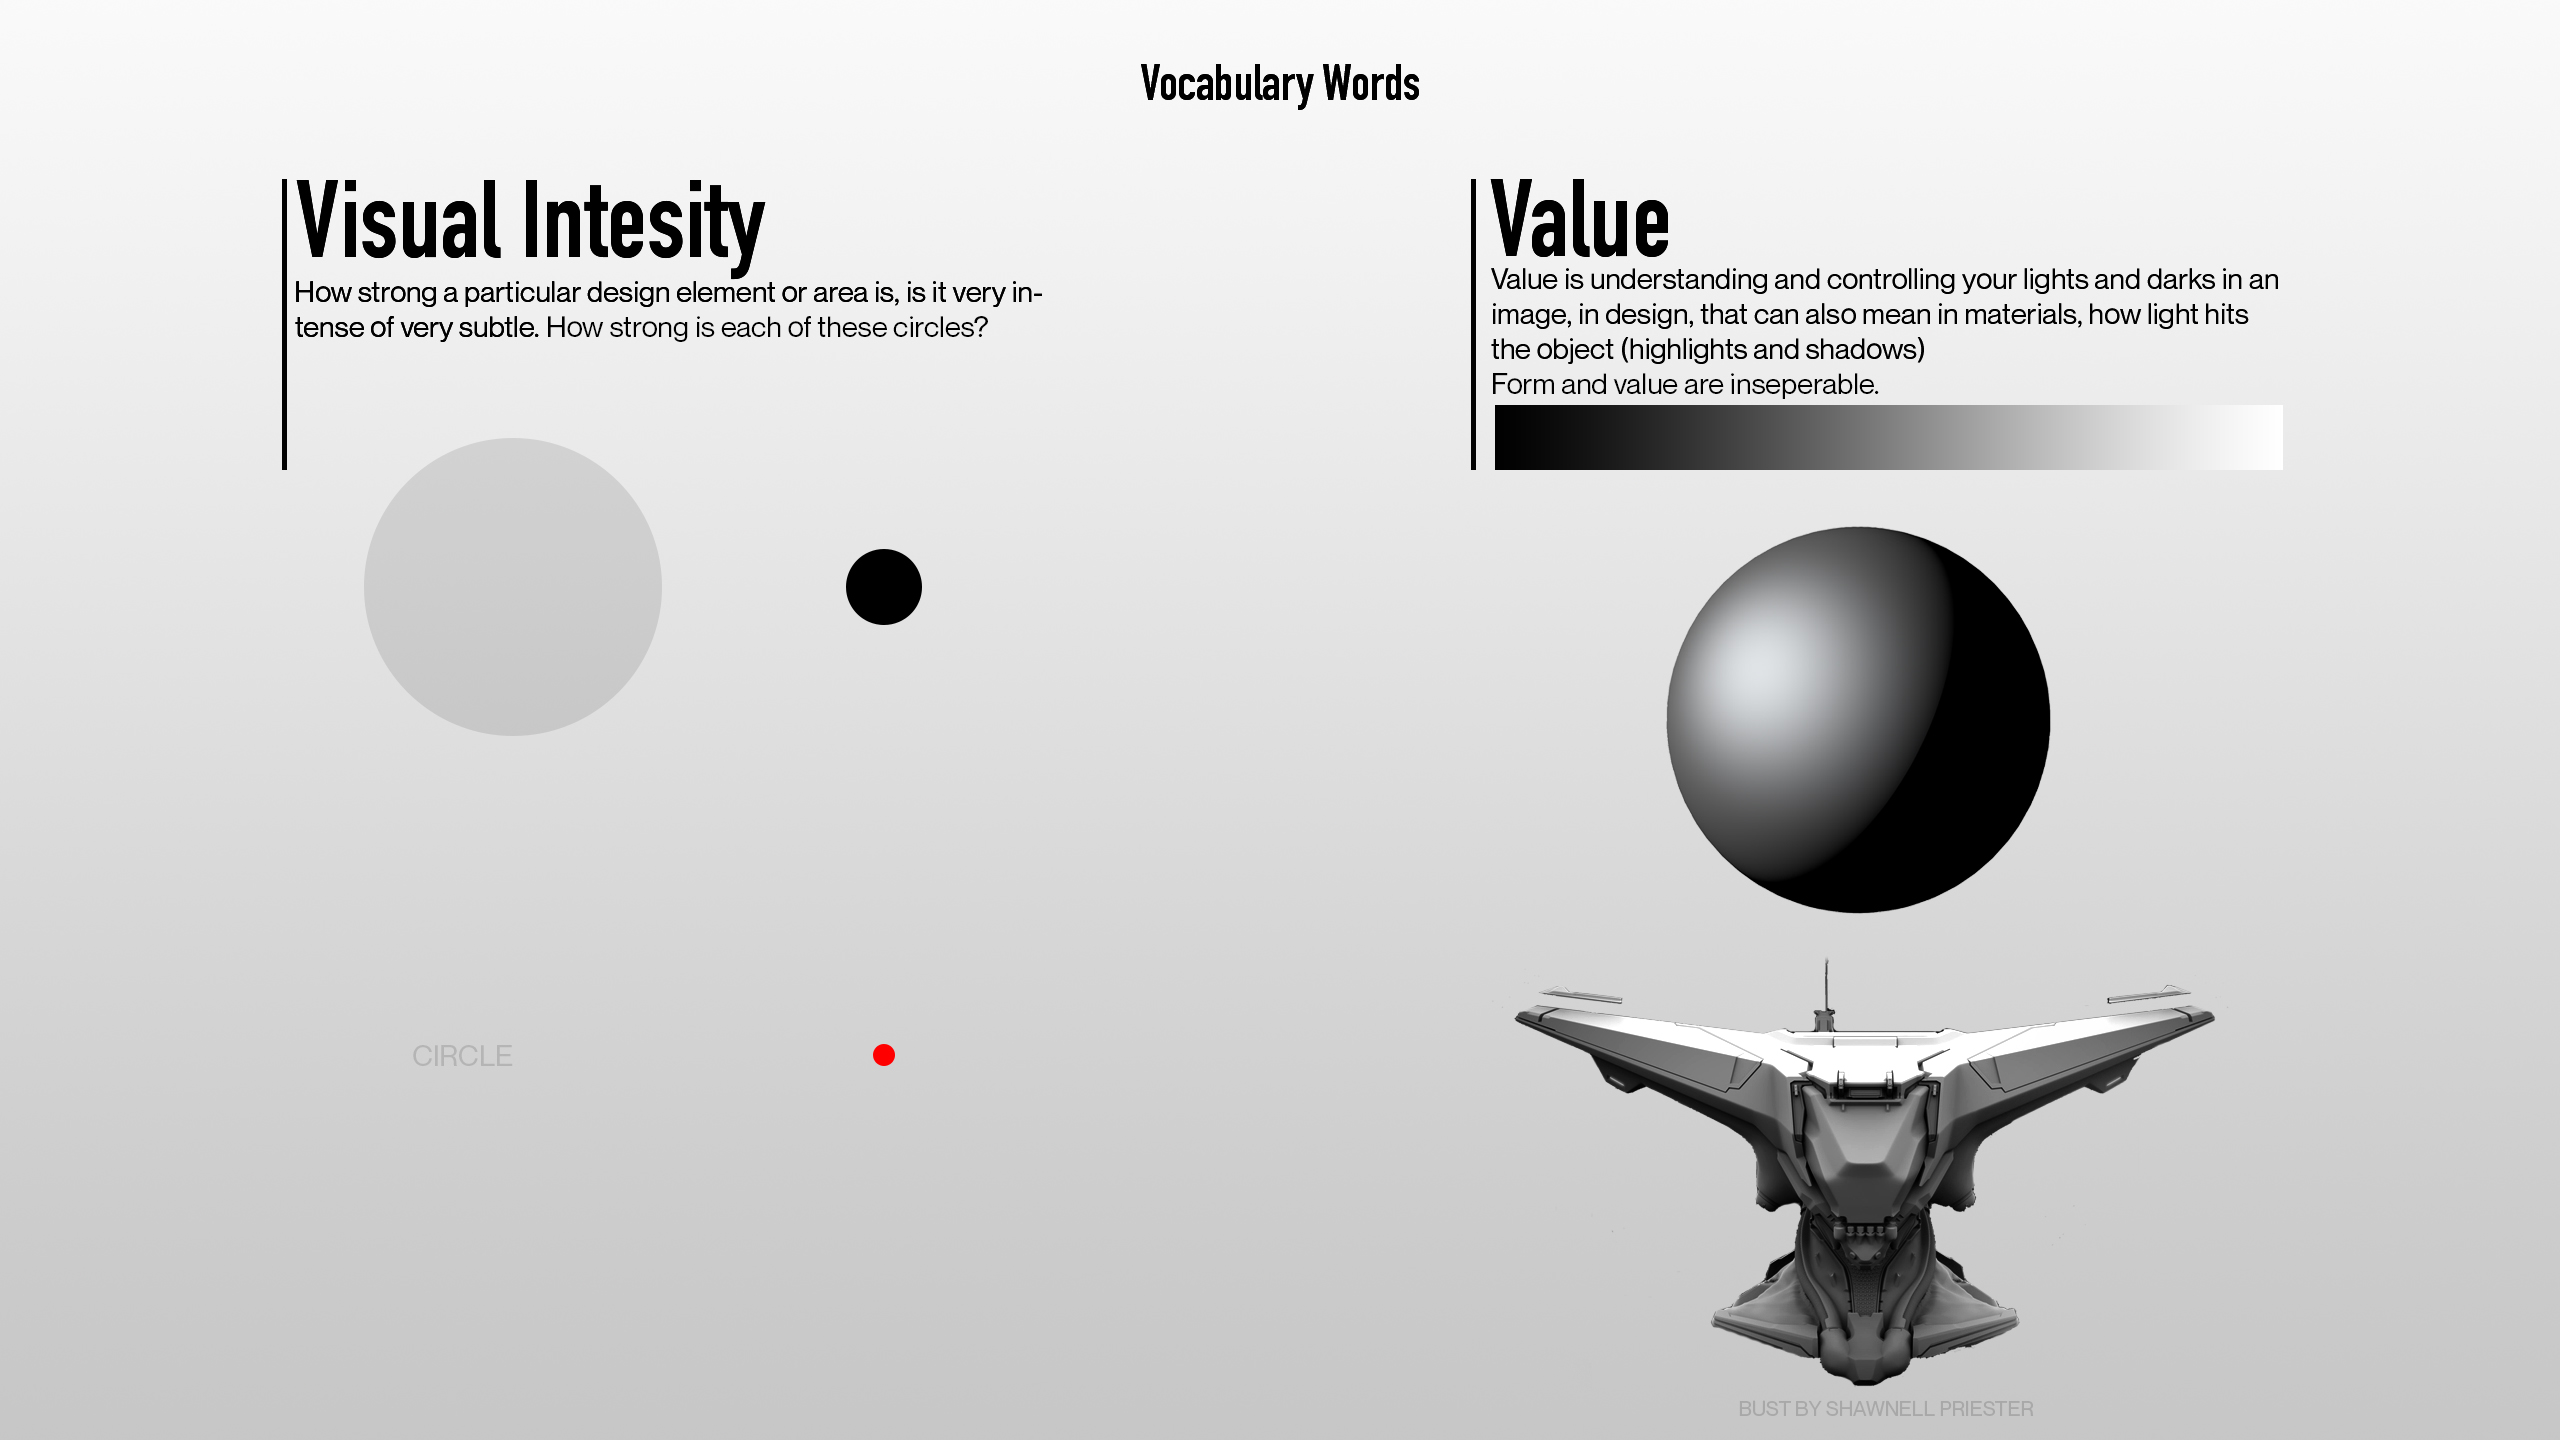 Vocabulary Words
Visual Intesity
How strong a particular design element or area is, is it very in-
tense of very subtle. How strong is each of these circles?
CIRCLE
Value
Value is understanding and controlling your lights and darks in an
image, in design, that can also mean in materials, how light hits
the object (highlights and shadows)
Form and value are inseperable.
BUST BY SHAWNELL PRIESTER